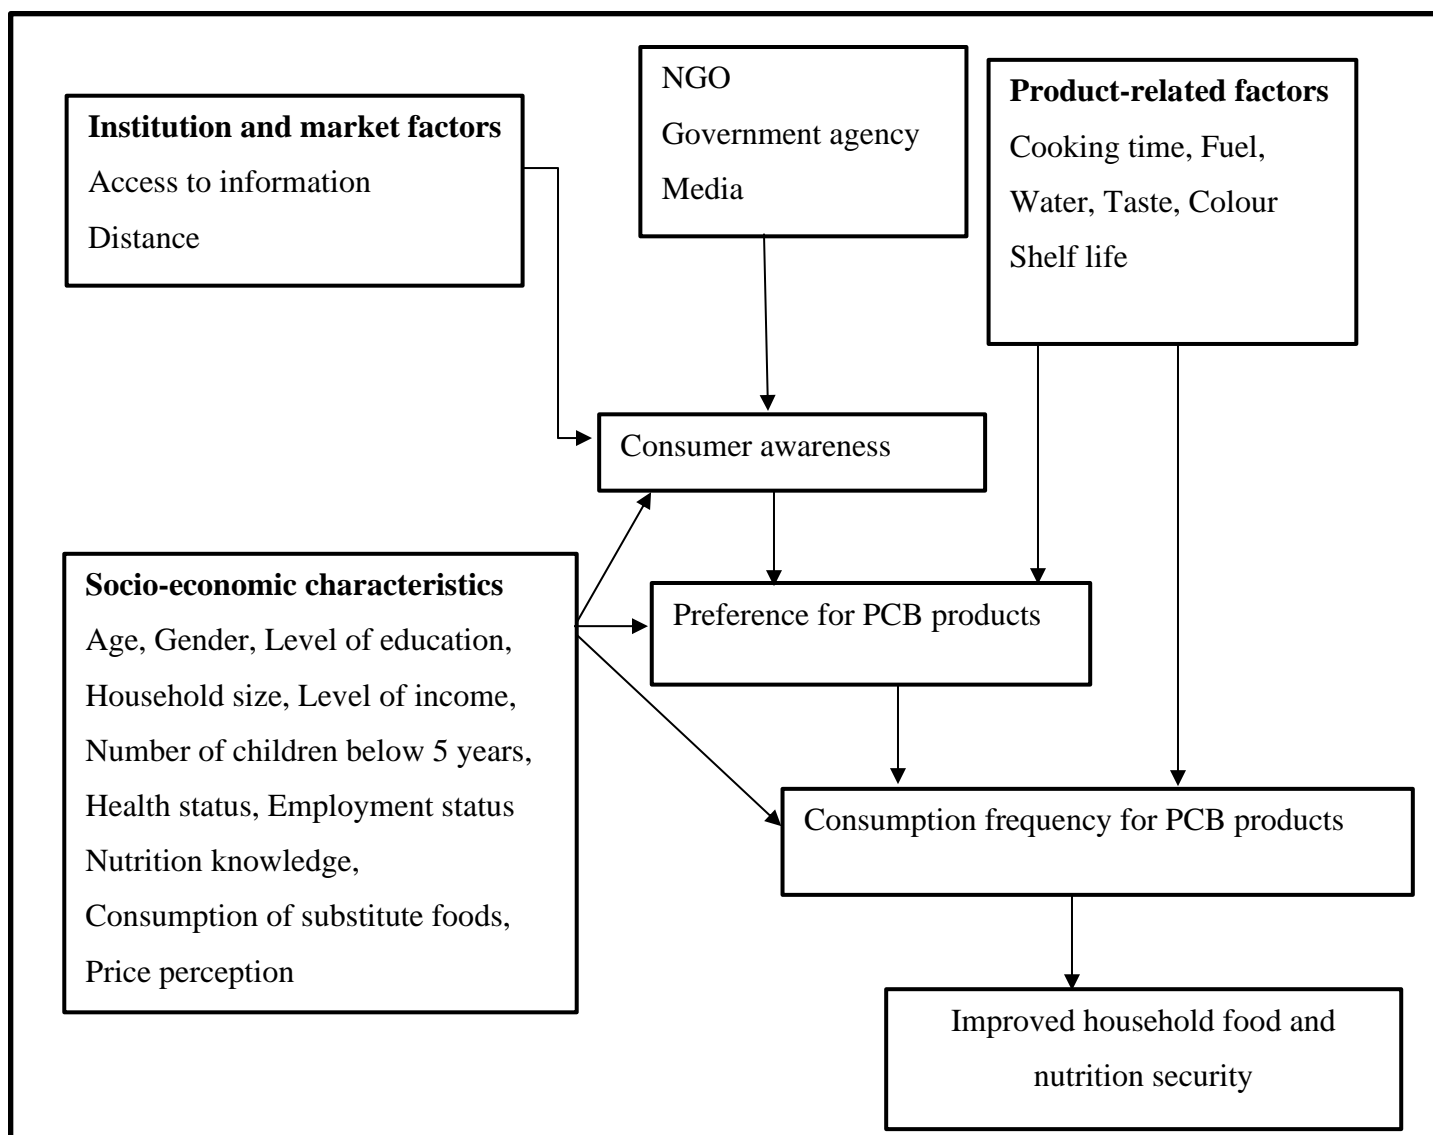 Institution and market factors
Access to information
Distance
NGO
Government agency
Media
Product-related factors
Cooking time, Fuel,
Water, Taste, Colour
Shelf life
Consumer awareness
Socio-economic characteristics
Age, Gender, Level of education,
Household size, Level of income,
Number of children below 5 years,
Health status, Employment status
Nutrition knowledge,
Consumption of substitute foods,
Price perception
Preference for PCB products
Consumption frequency for PCB products
Improved household food and
nutrition security